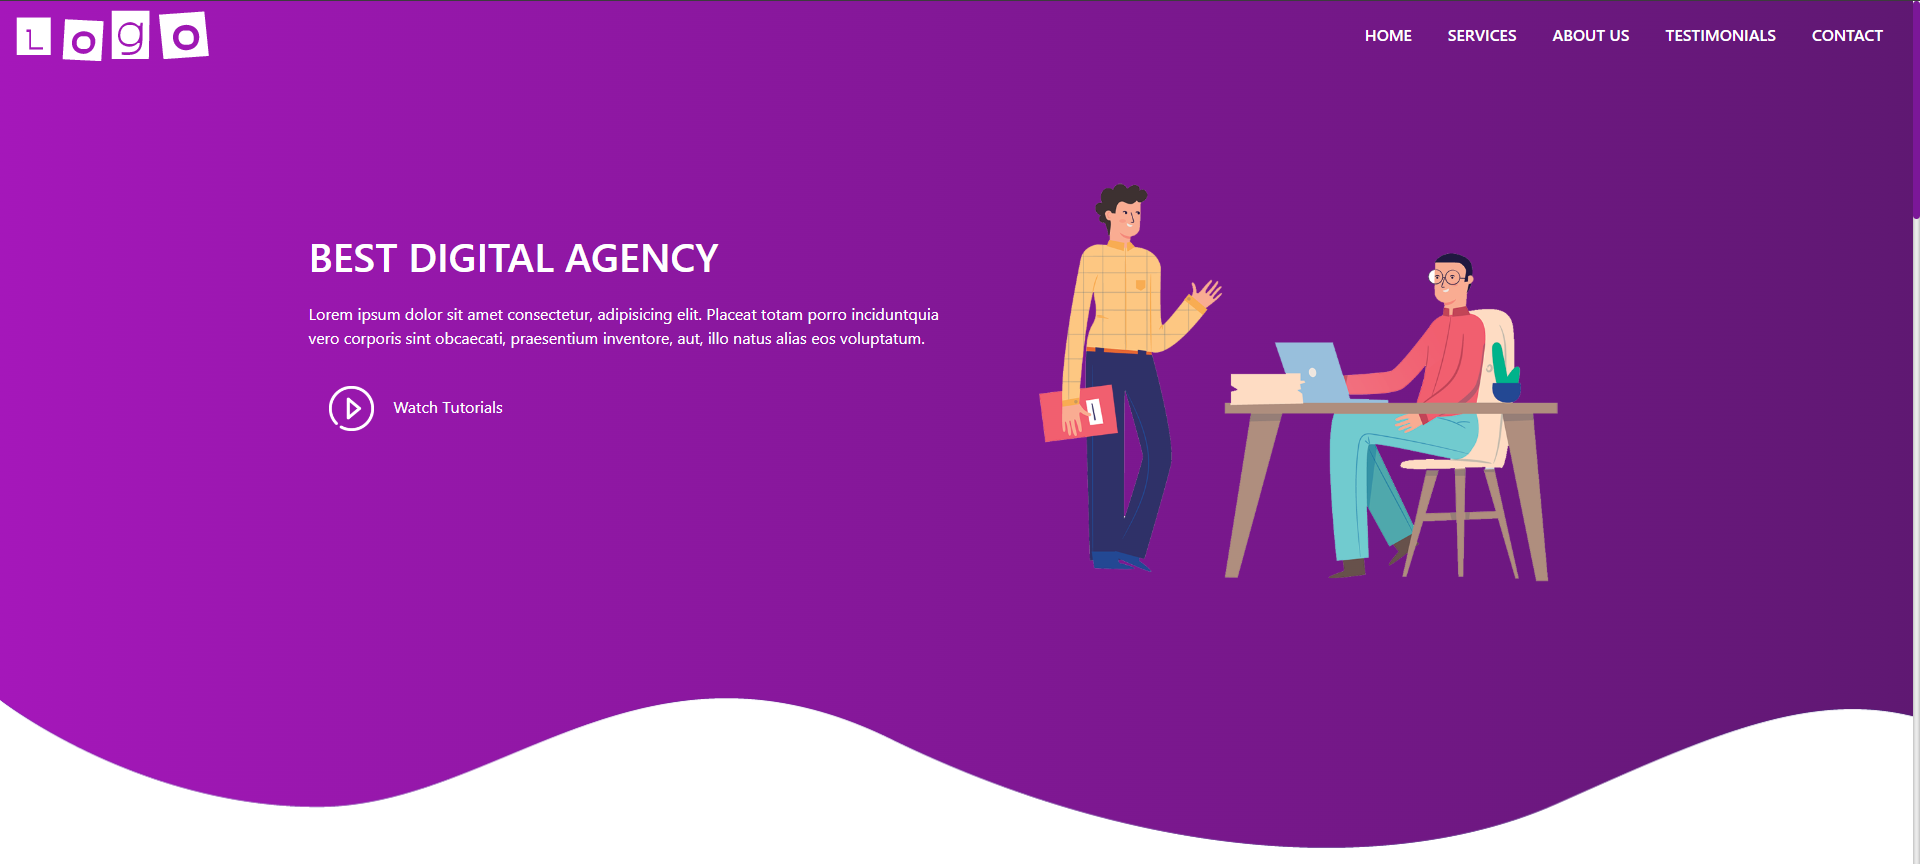 Logo
HOME SERVICES ABOUT US TESTIMONIALS CONTACT
BEST DIGITAL AGENCY
Lorem ipsum dolor sit amet consectetur, adipisicing elit. Placeat totam porro inciduntquia
vero corporis sint obcaecati, praesentium inventore, aut, illo natus alias eos voluptatum.
Watch Tutorials